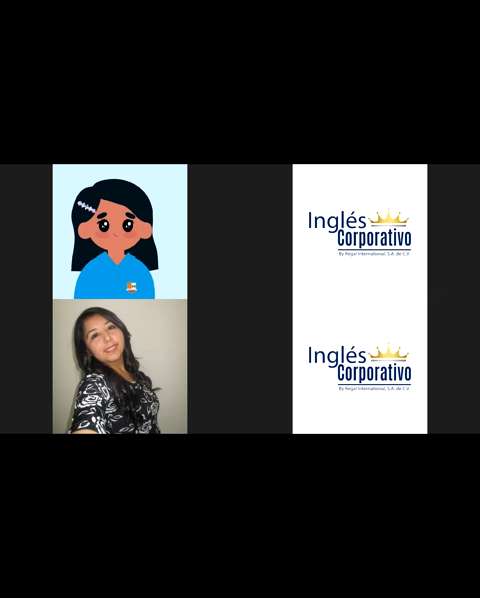 Inglés
Corporativo
By Regal International, S.A. de C.V.
Inglés
Corporativo
By Regal International, S.A. de C.V.